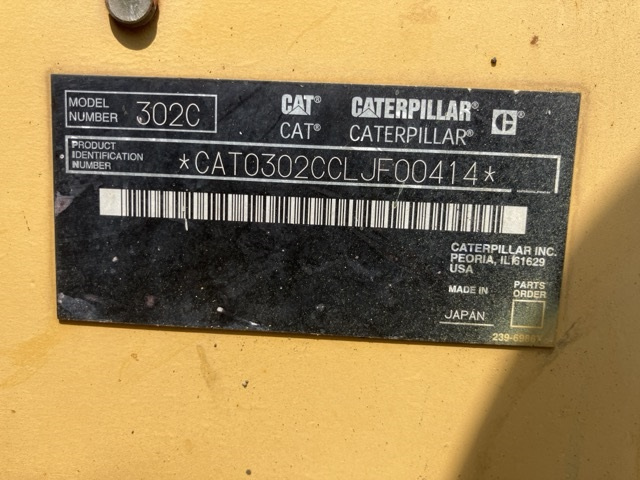 MODEL NUMBER 302C
CAT® CATERPILLAR®
CAT® CATERPILLAR®
PRODUCT IDENTIFICATION NUMBER *CAT0302CCLJF00414*
CATERPILLAR INC.
PEORIA, IL 61629
USA
MADE IN
PARTS ORDER
JAPAN